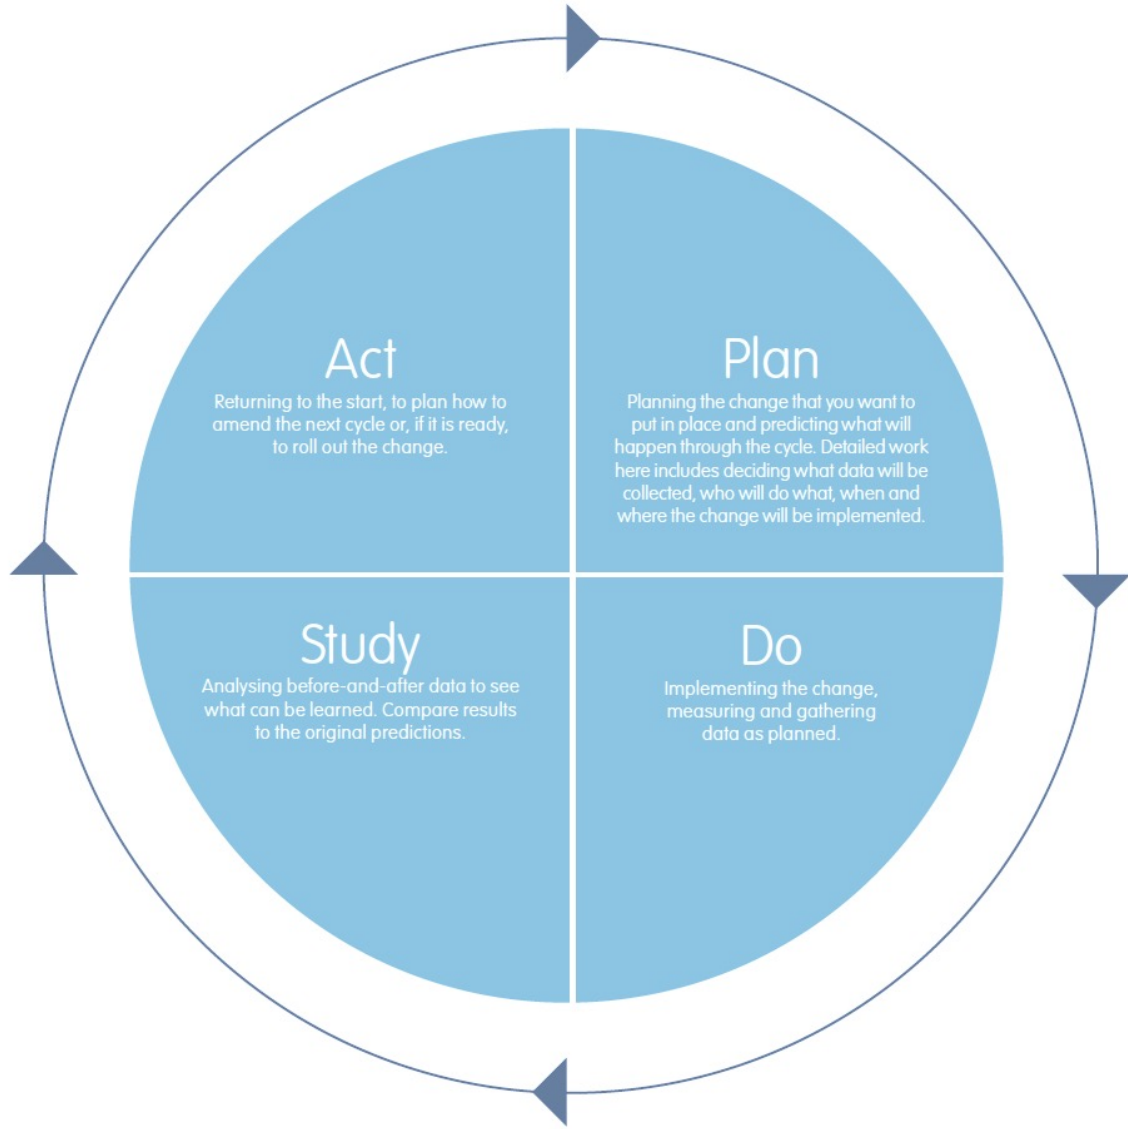 Act
Returning to the start, to plan how to
amend the next cycle or, if it is ready,
to roll out the change.
Plan
Planning the change that you want to
put in place and predicting what will
happen through the cycle. Detailed work
here includes deciding what data will be
collected, who will do what, when and
where the change will be implemented.
Study
Analysing before-and-after data to see
what can be learned. Compare results
to the original predictions.
Do
Implementing the change,
measuring and gathering
data as planned.